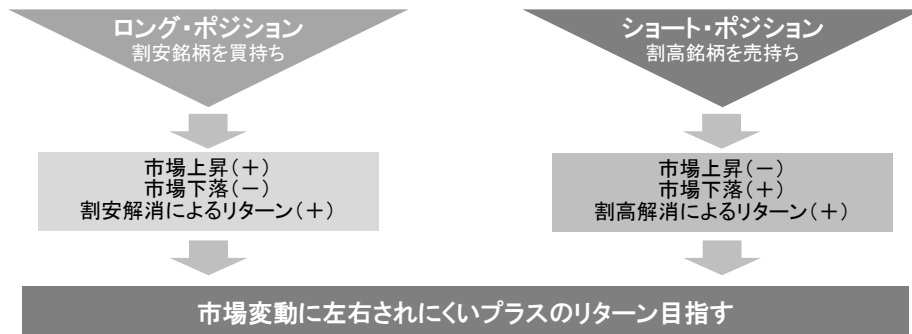 ロング・ポジション
割安銘柄を買持ち
市場上昇(＋)
市場下落(－)
割安解消によるリターン(＋)
ショート・ポジション
割高銘柄を売持ち
市場上昇(－)
市場下落(＋)
割高解消によるリターン(＋)
市場変動に左右されにくいプラスのリターン目指す